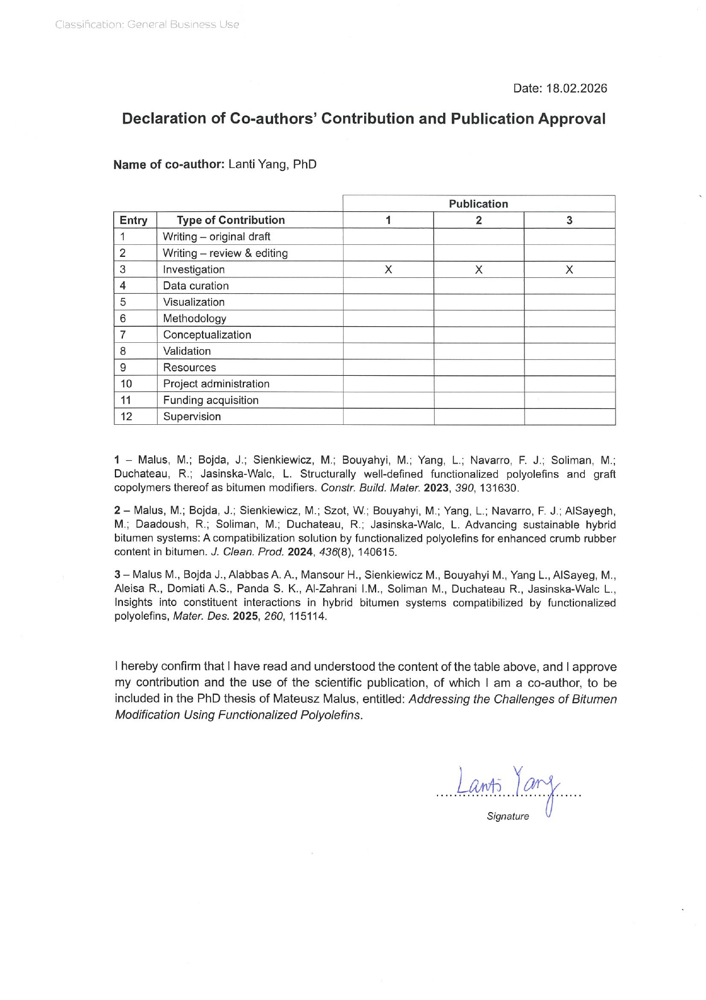 Classification: General Business Use
Date: 18.02.2026
Declaration of Co-authors’ Contribution and Publication Approval
Name of co-author: Lanti Yang, PhD
Publication
Entry Type of Contribution 1 2 3
1 Writing – original draft
2 Writing – review & editing
3 Investigation X X X
4 Data curation
5 Visualization
6 Methodology
7 Conceptualization
8 Validation
9 Resources
10 Project administration
11 Funding acquisition
12 Supervision
1 – Malus, M.; Bojda, J.; Sienkiewicz, M.; Bouyahyi, M.; Yang, L.; Navarro, F. J.; Soliman, M.;
Duchateau, R.; Jasinska-Walc, L. Structurally well-defined functionalized polyolefins and graft
copolymers thereof as bitumen modifiers. Constr. Build. Mater. 2023, 390, 131630.
2 – Malus, M.; Bojda, J.; Sienkiewicz, M.; Szot, W.; Bouyahyi, M.; Yang, L.; Navarro, F. J.; AlSayegh,
M.; Daadoush, R.; Soliman, M.; Duchateau, R.; Jasinska-Walc, L. Advancing sustainable hybrid
bitumen systems: A compatibilization solution by functionalized polyolefins for enhanced crumb rubber
content in bitumen. J. Clean. Prod. 2024, 436(8), 140615.
3 – Malus M., Bojda J., Alabbas A. A., Mansour H., Sienkiewicz M., Bouyahyi M., Yang L., AlSayeg, M.,
Aleisa R., Domiati A.S., Panda S. K., Al-Zahrani I.M., Soliman M., Duchateau R., Jasinska-Walc L.,
Insights into constituent interactions in hybrid bitumen systems compatibilized by functionalized
polyolefins, Mater. Des. 2025, 260, 115114.
I hereby confirm that I have read and understood the content of the table above, and I approve
my contribution and the use of the scientific publication, of which I am a co-author, to be
included in the PhD thesis of Mateusz Malus, entitled: Addressing the Challenges of Bitumen
Modification Using Functionalized Polyolefins.
Lanti Yang
Signature